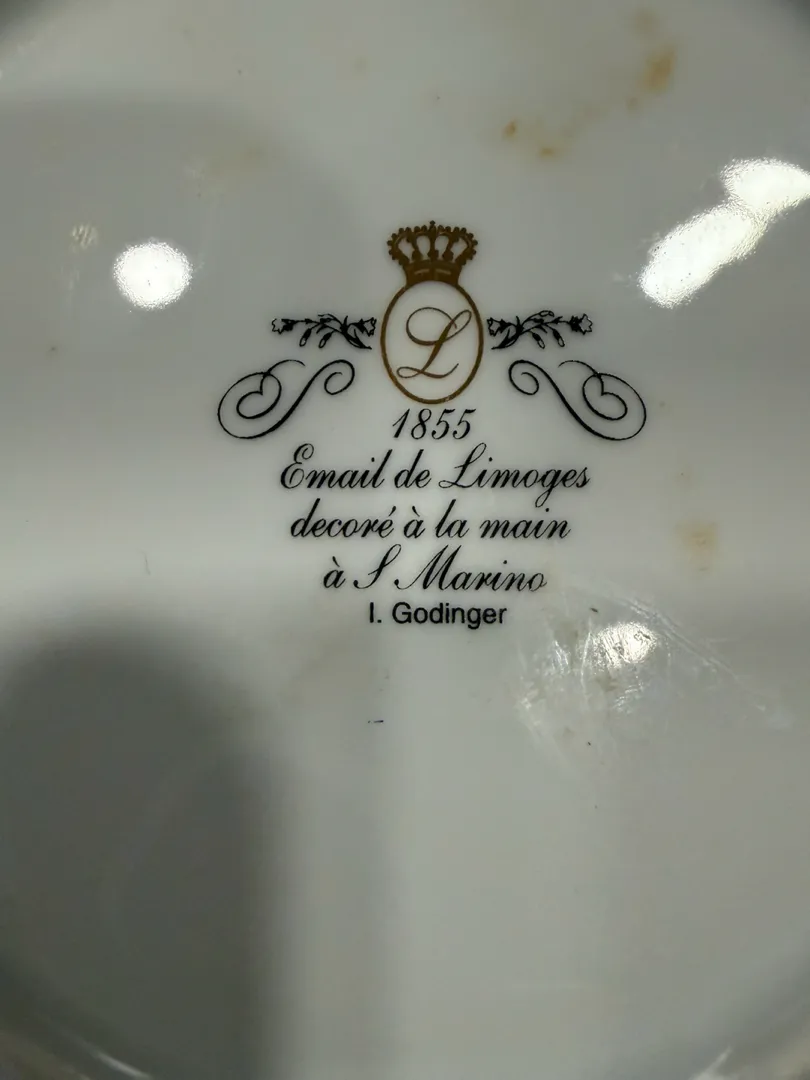 L
1855
Email de Limoges
decoré à la main
à S Marino
I. Godinger